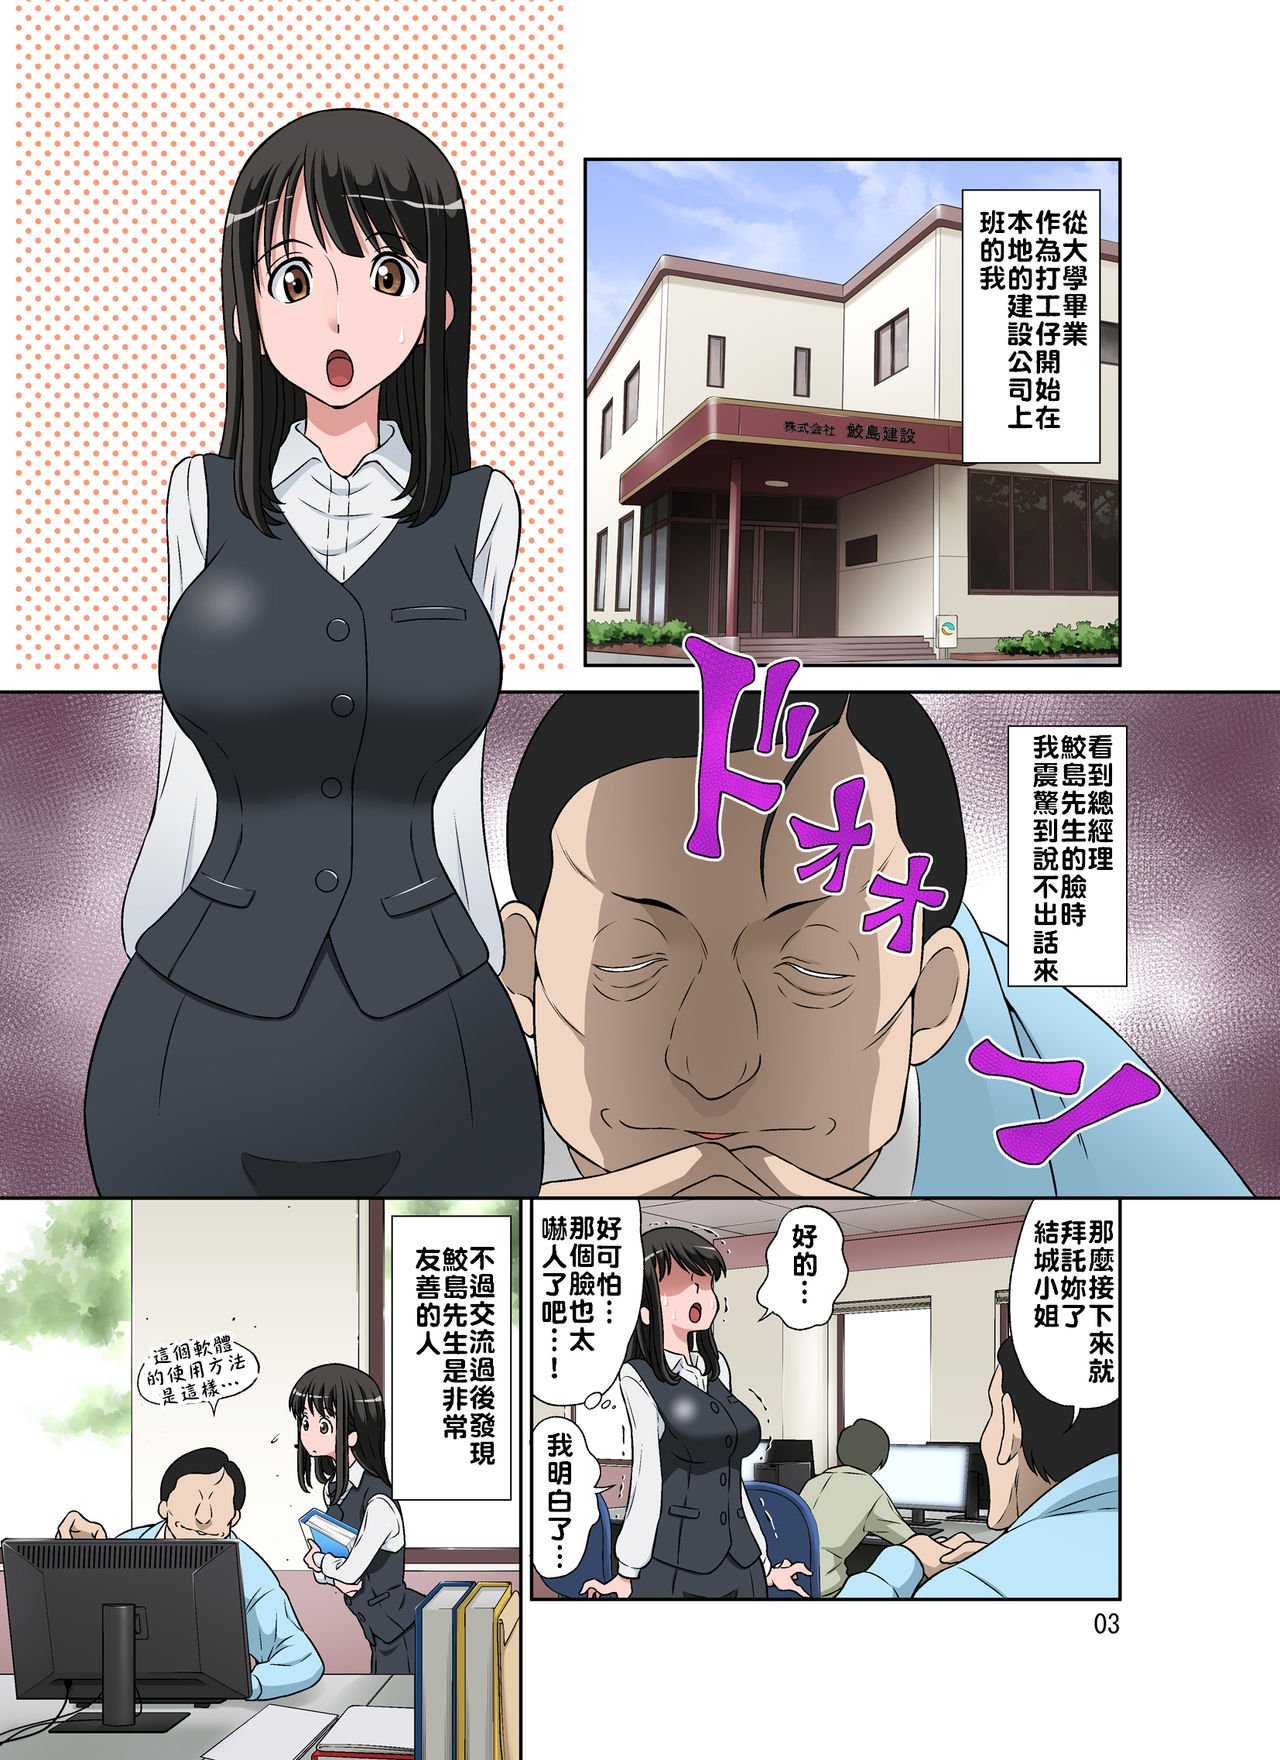 從大學畢業
作為打工仔開始在
本地的建設公司上
班的我
株式会社 鮫島建設
看到總經理
鮫島先生的臉時
我震驚到說不出話來
ドォォン
那麼接下來就
拜託妳了
結城小姐
好的…
好可怕…
那個臉也太
嚇人了吧…！
我明白了…
不過交流過後發現
鮫島先生是非常
友善的人
這個軟體
的使用方法
是這樣…
03